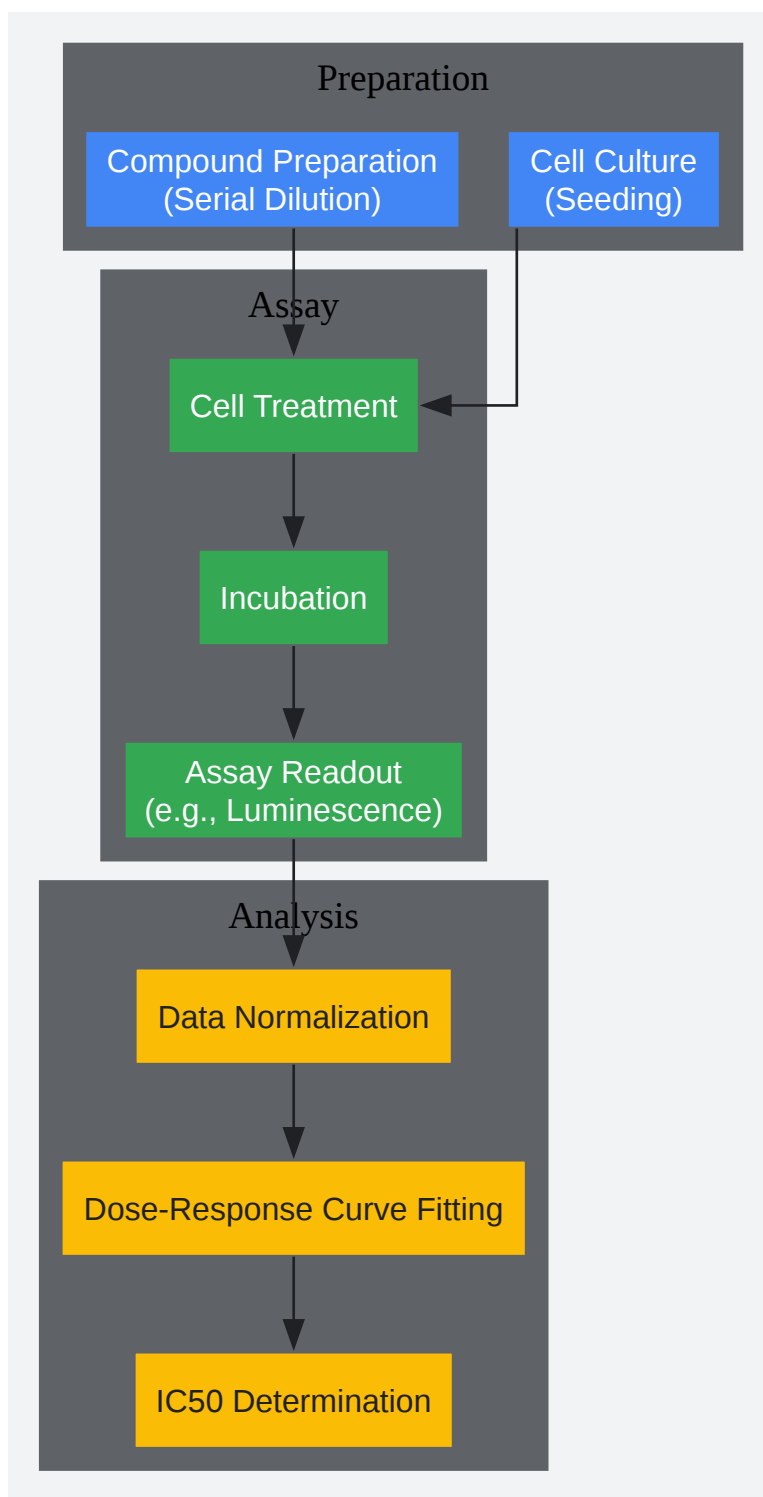 Preparation
Compound Preparation
(Serial Dilution)
Cell Culture
(Seeding)
Assay
Cell Treatment
Incubation
Assay Readout
(e.g., Luminescence)
Analysis
Data Normalization
Dose-Response Curve Fitting
IC50 Determination